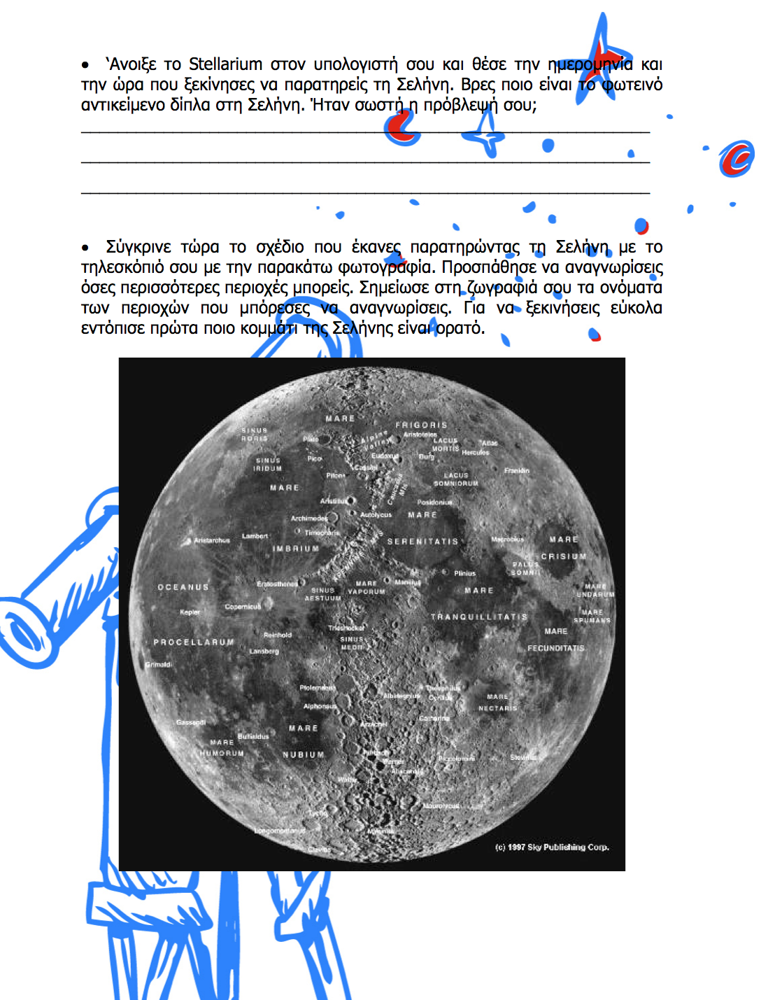 • Άνοιξε το Stellarium στον υπολογιστή σου και θέσε την ημερομηνία και
την ώρα που ξεκίνησες να παρατηρείς τη Σελήνη. Βρες ποιο είναι το φωτεινό
αντικείμενο δίπλα στη Σελήνη. Ήταν σωστή η πρόβλεψή σου;
• Σύγκρινε τώρα το σχέδιο που έκανες παρατηρώντας τη Σελήνη με το
τηλεσκόπιό σου με την παρακάτω φωτογραφία. Προσπάθησε να αναγνωρίσεις
όσες περισσότερες περιοχές μπορείς. Σημείωσε στη ζωγραφιά σου τα ονόματα
των περιοχών που μπόρεσες να αναγνωρίσεις. Για να ξεκινήσεις εύκολα
εντόπισε πρώτα ποιο κομμάτι της Σελήνης είναι ορατό.
MARE
FRIGORIS
SINUS
RORIS
Plato
Alpine
Valley
Aristoteles
LACUS
MORTIS
Atlas
Hercules
Pico
Eudoxus
Burg
SINUS
IRIDUM
Cassini
Franklin
Piton
LACUS
SOMNIORUM
MARE
Caucasus
Mts
Aristillus
Posidonius
Autolycus
MARE
Archimedes
Timocharis
Lambert
Aristarchus
SERENITATIS
Macrobius
MARE
IMBRIUM
CRISIUM
APENNINE MTS
PALUS
SOMNII
Plinius
Manilius
Eratosthenes
OCEANUS
SINUS
AESTUUM
MARE
VAPORUM
MARE
MARE
UNDARUM
Copernicus
Kepler
TRANQUILLITATIS
MARE
SPUMANS
Triesnecker
Reinhold
MARE
PROCELLARUM
SINUS
MEDII
FECUNDITATIS
Lansberg
Grimaldi
Ptolemaeus
Theophilus
Albategnius
Cyrillus
MARE
Alphonsus
NECTARIS
Gassendi
Catharina
Arzachel
MARE
Bullialdus
MARE
HUMORUM
NUBIUM
Purbach
Piccolomini
Stevinus
Werner
Aliacensis
Walter
Maurolycus
Tycho
Longomontanus
Clavius
(c) 1997 Sky Publishing Corp.